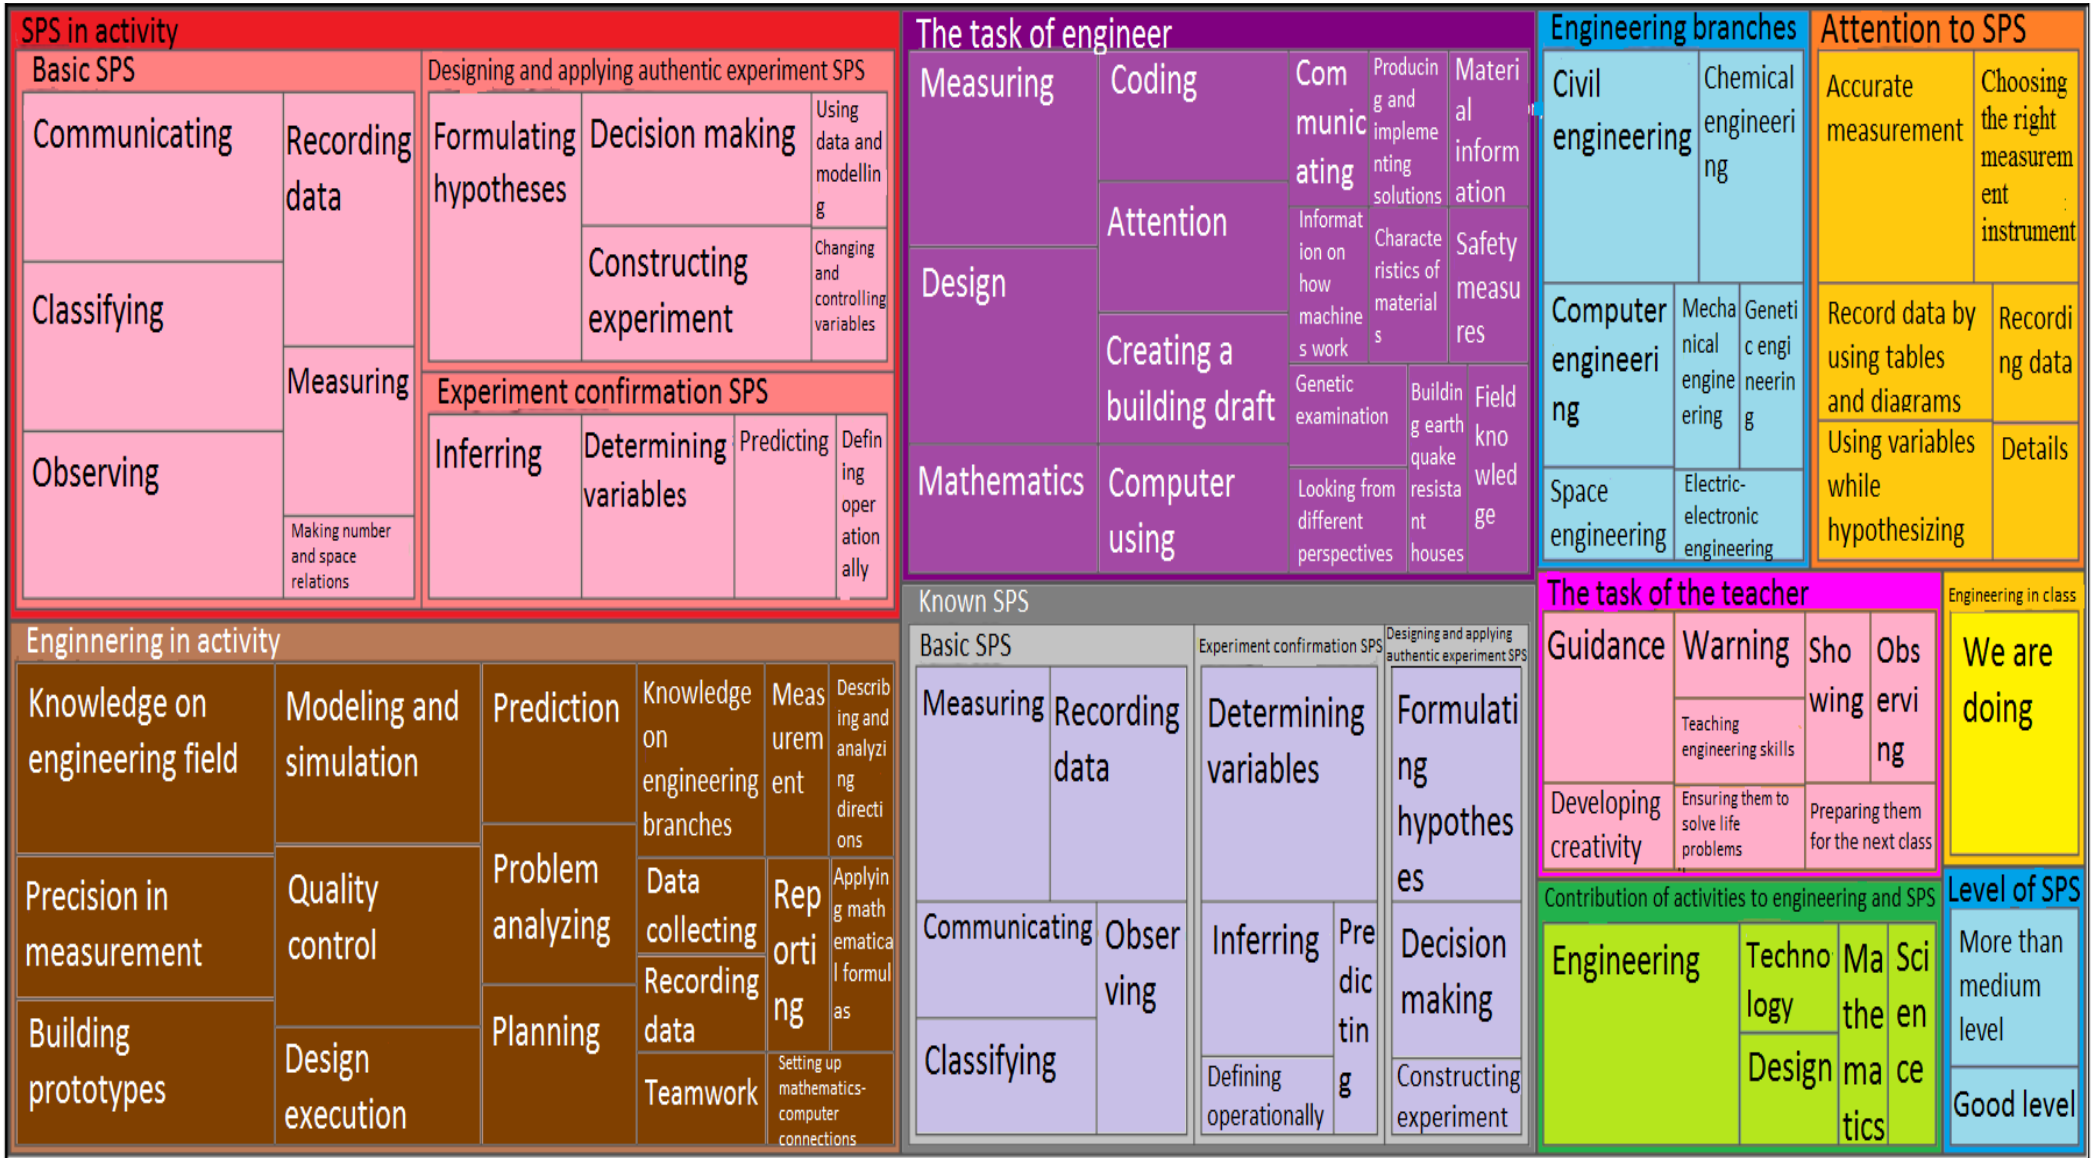 SPS in activity
Basic SPS
Communicating
Classifying
Observing
Recording
data
Measuring
Making number
and space
relations
Designing and applying authentic experiment SPS
Formulating
hypotheses
Decision making
Constructing
experiment
Using
data and
modellin
g
Changing
and
controlling
variables
Experiment confirmation SPS
Inferring
Determining
variables
Predicting
Defin
ing
oper
ation
ally
Enginnering in activity
Knowledge on
engineering field
Precision in
measurement
Building
prototypes
Modeling and
simulation
Quality
control
Design
execution
Prediction
Problem
analyzing
Planning
Knowledge
on
engineering
branches
Meas
urem
ent
Describ
ing and
analyzi
ng
directi
ons
Data
collecting
Recording
data
Teamwork
Rep
orti
ng
Applyin
g math
ematica
l formul
as
Setting up
mathematics-
computer
connections
The task of engineer
Measuring
Design
Mathematics
Coding
Attention
Creating a
building draft
Computer
using
Com
munic
ating
Producin
g and
impleme
nting
solutions
Materi
al
inform
ation
Informat
ion on
how
machine
s work
Characte
ristics of
material
s
Safety
measu
res
Genetic
examination
Looking from
different
perspectives
Buildin
g earth
quake
resista
nt
houses
Field
kno
wled
ge
Known SPS
Basic SPS
Measuring
Recording
data
Communicating
Classifying
Obser
ving
Experiment confirmation SPS
Determining
variables
Inferring
Pre
dic
tin
g
Defining
operationally
Designing and applying
authentic experiment SPS
Formulati
ng
hypothes
es
Decision
making
Constructing
experiment
Engineering branches
Civil
engineering
Chemical
engineeri
ng
Computer
engineeri
ng
Mecha
nical
engine
ering
Geneti
c engi
neerin
g
Space
engineering
Electric-
electronic
engineering
Attention to SPS
Accurate
measurement
Choosing
the right
measurem
ent
instrument
Record data by
using tables
and diagrams
Recordi
ng data
Using variables
while
hypothesizing
Details
The task of the teacher
Guidance
Warning
Teaching
engineering skills
Sho
wing
Obs
ervi
ng
Developing
creativity
Ensuring them to
solve life
problems
Preparing them
for the next class
Engineering in class
We are
doing
Contribution of activities to engineering and SPS
Engineering
Techno
logy
Design
Ma
the
ma
tics
Sci
en
ce
Level of SPS
More than
medium
level
Good level